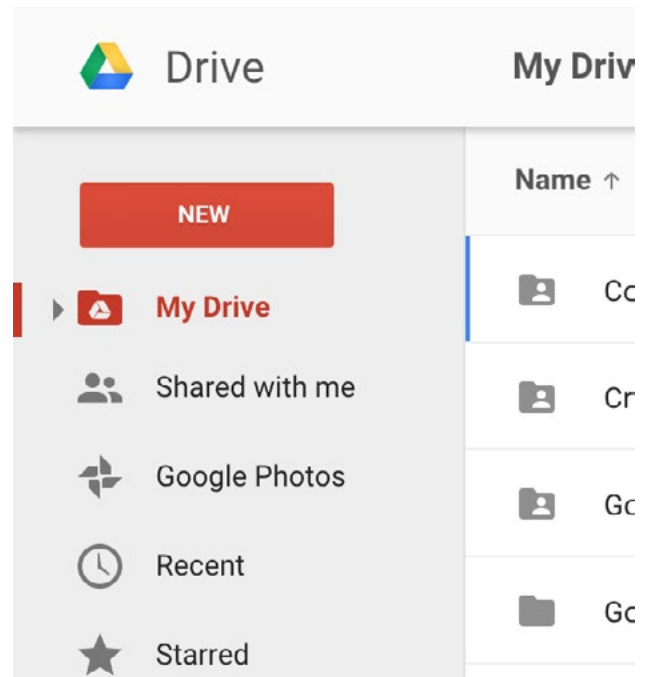 Drive
My Driv
NEW
My Drive
Shared with me
Google Photos
Recent
Starred
Name ↑
Co
Cr
Go
Go